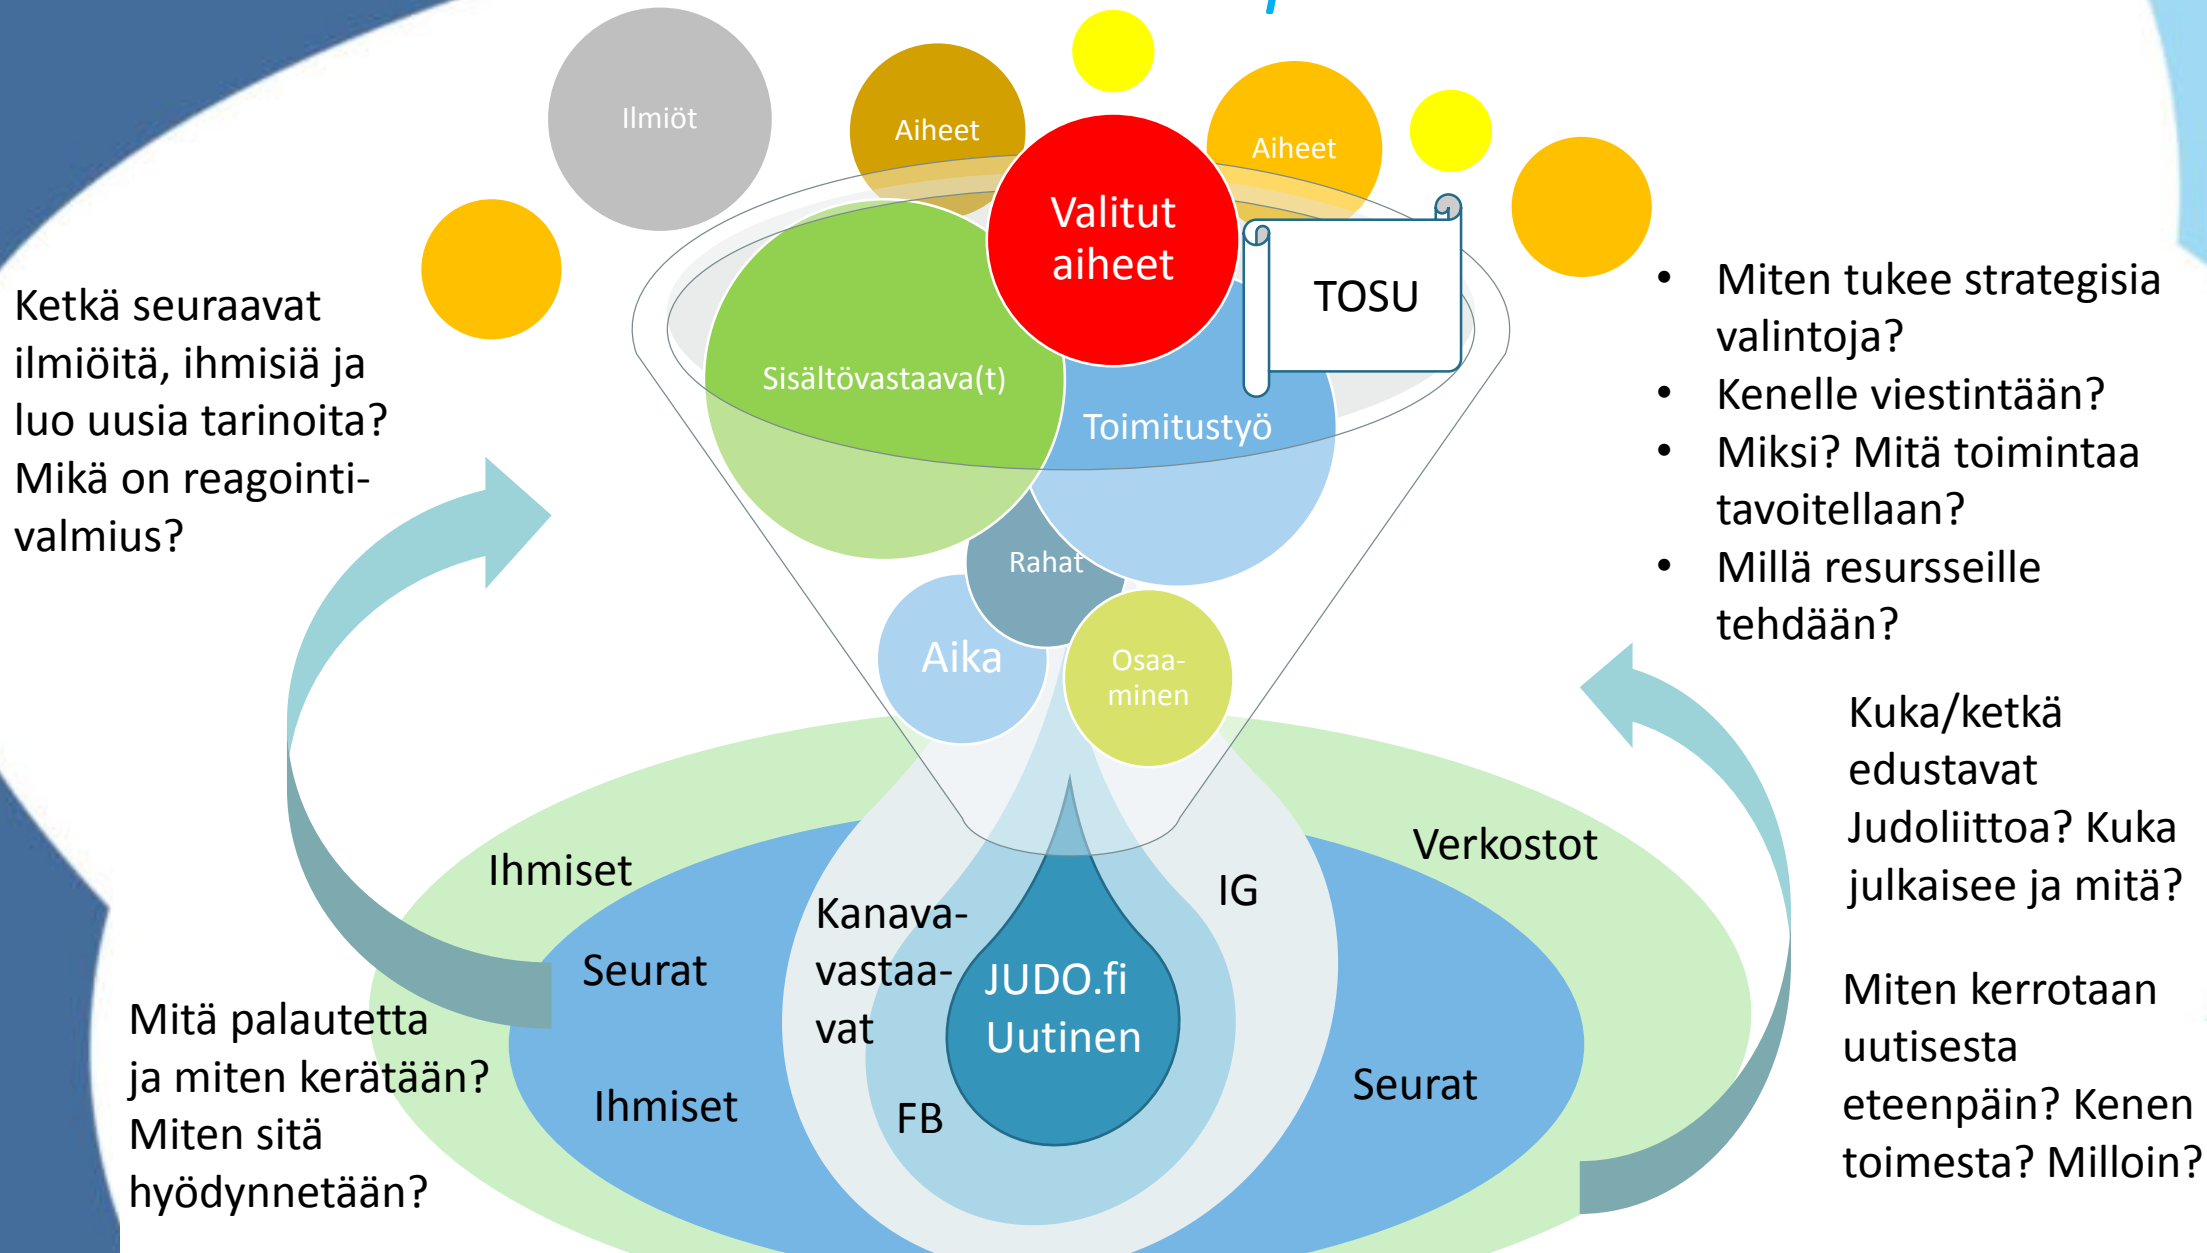 Ilmiöt
Aiheet
Aiheet
Valitut
aiheet
TOSU
Sisältövastaava(t)
Toimitustyö
Rahat
Aika
Osaa-
minen
Ketkä seuraavat
ilmiöitä, ihmisiä ja
luo uusia tarinoita?
Mikä on reagointi-
valmius?
• Miten tukee strategisia
valintoja?
• Kenelle viestintään?
• Miksi? Mitä toimintaa
tavoitellaan?
• Millä resursseille
tehdään?
Kuka/ketkä
edustavat
Judoliittoa? Kuka
julkaisee ja mitä?
Ihmiset
Verkostot
Kanava-
vastaa-
vat
IG
Seurat
JUDO.fi
Uutinen
Ihmiset
FB
Seurat
Mitä palautetta
ja miten kerätään?
Miten sitä
hyödynnetään?
Miten kerrotaan
uutisesta
eteenpäin? Kenen
toimesta? Milloin?